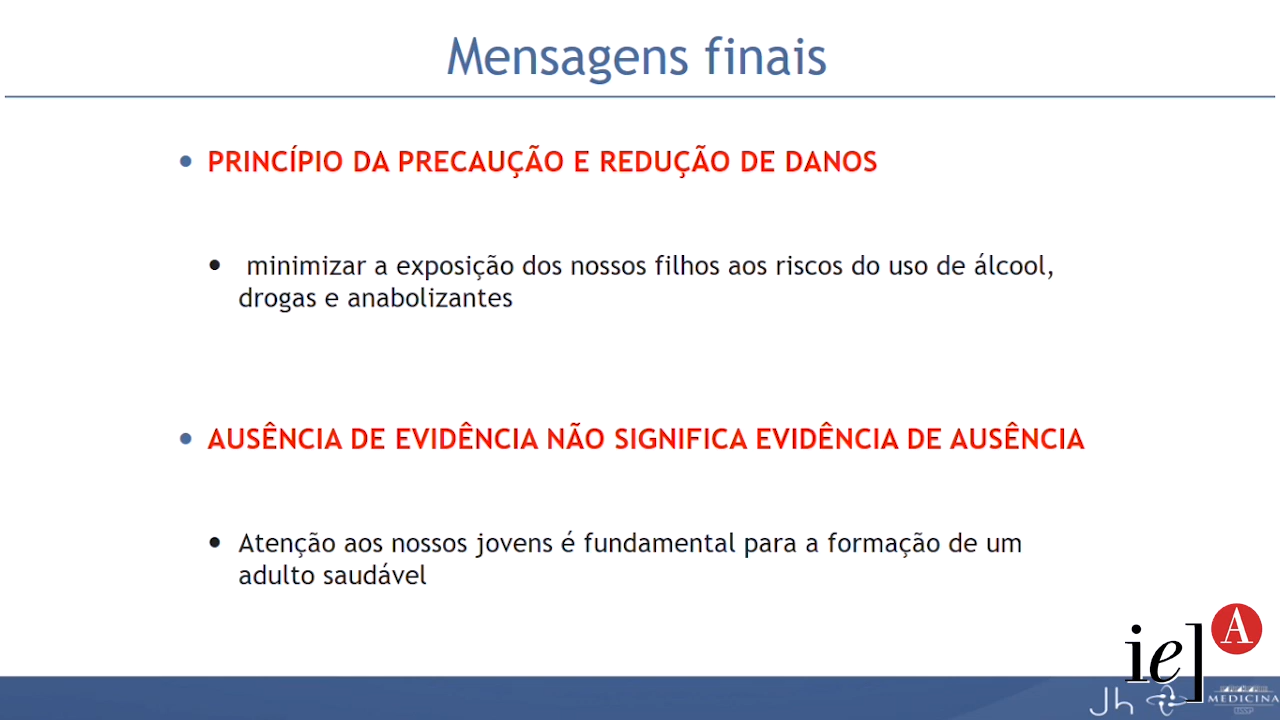 Mensagens finais
• PRINCÍPIO DA PRECAUÇÃO E REDUÇÃO DE DANOS
• minimizar a exposição dos nossos filhos aos riscos do uso de álcool,
drogas e anabolizantes
• AUSÊNCIA DE EVIDÊNCIA NÃO SIGNIFICA EVIDÊNCIA DE AUSÊNCIA
• Atenção aos nossos jovens é fundamental para a formação de um
adulto saudável
ie] A
Jh MEDICINA